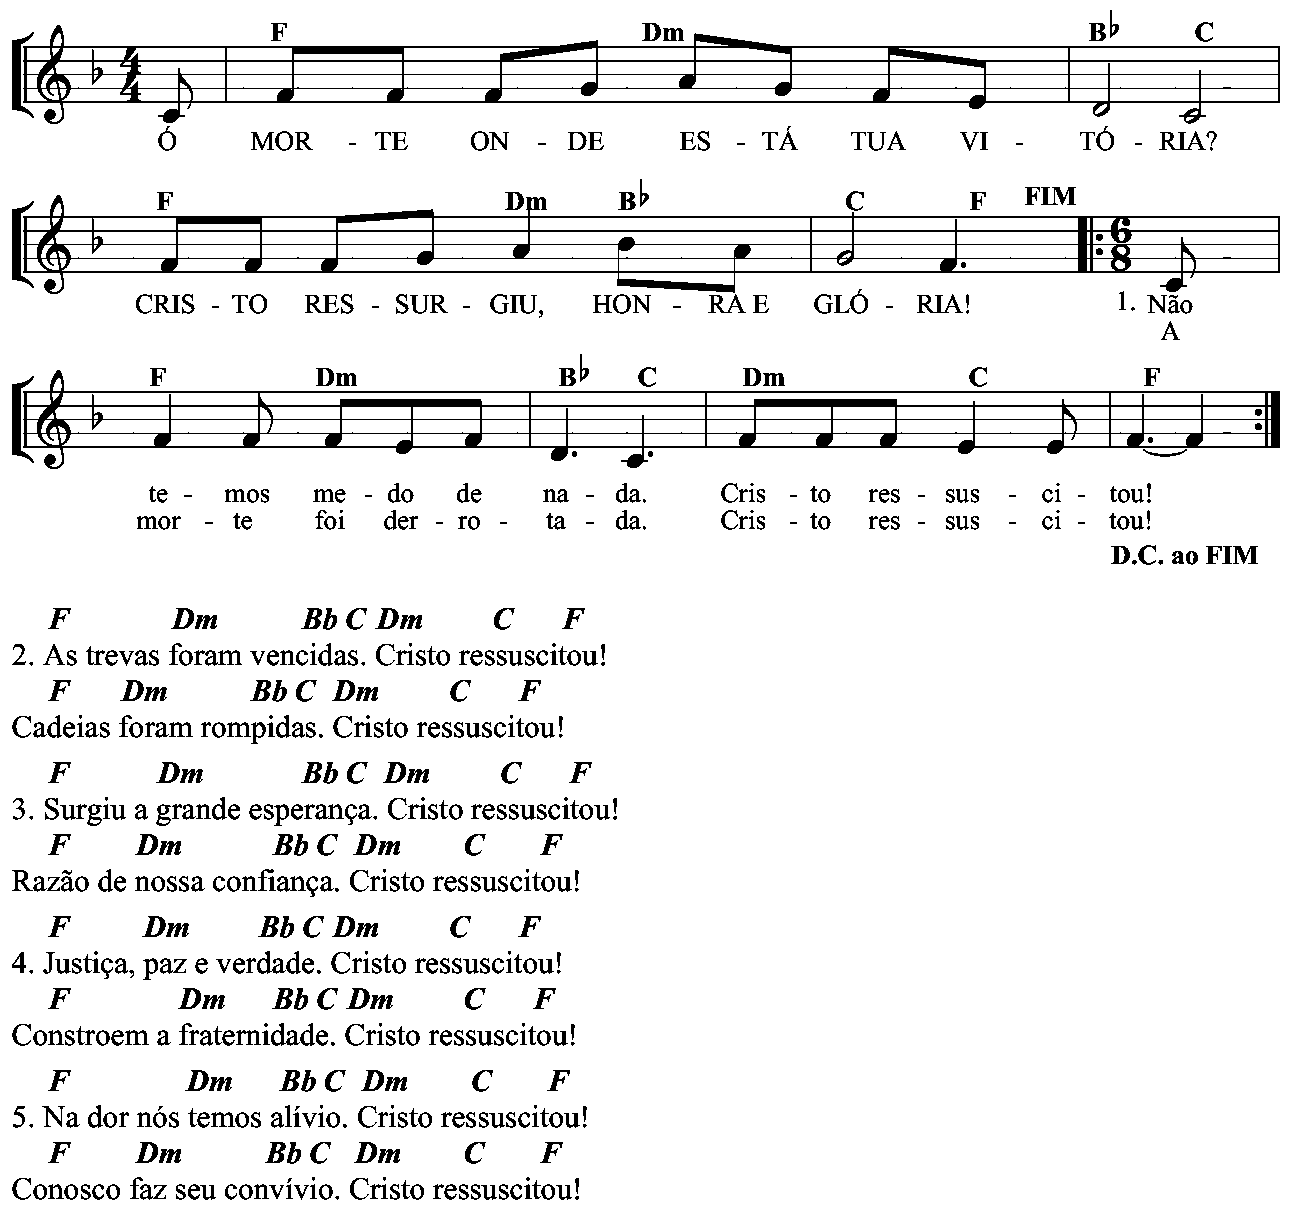 F Dm B♭ C
4 4
Ó MOR - TE ON - DE ES - TÁ TUA VI - TÓ - RIA?
F Dm B♭ C F FIM
6 8
CRIS - TO RES - SUR - GIU, HON - RA E GLÓ - RIA! 1. Não
A
F Dm B♭ C Dm C F
te - mos me - do de na - da. Cris - to res - sus - ci - tou!
mor - te foi der - ro - ta - da. Cris - to res - sus - ci - tou!
D.C. ao FIM
F Dm Bb C Dm C F
2. As trevas foram vencidas. Cristo ressuscitou!
F Dm Bb C Dm C F
Cadeias foram rompidas. Cristo ressuscitou!
F Dm Bb C Dm C F
3. Surgiu a grande esperança. Cristo ressuscitou!
F Dm Bb C Dm C F
Razão de nossa confiança. Cristo ressuscitou!
F Dm Bb C Dm C F
4. Justiça, paz e verdade. Cristo ressuscitou!
F Dm Bb C Dm C F
Constroem a fraternidade. Cristo ressuscitou!
F Dm Bb C Dm C F
5. Na dor nós temos alívio. Cristo ressuscitou!
F Dm Bb C Dm C F
Conosco faz seu convívio. Cristo ressuscitou!